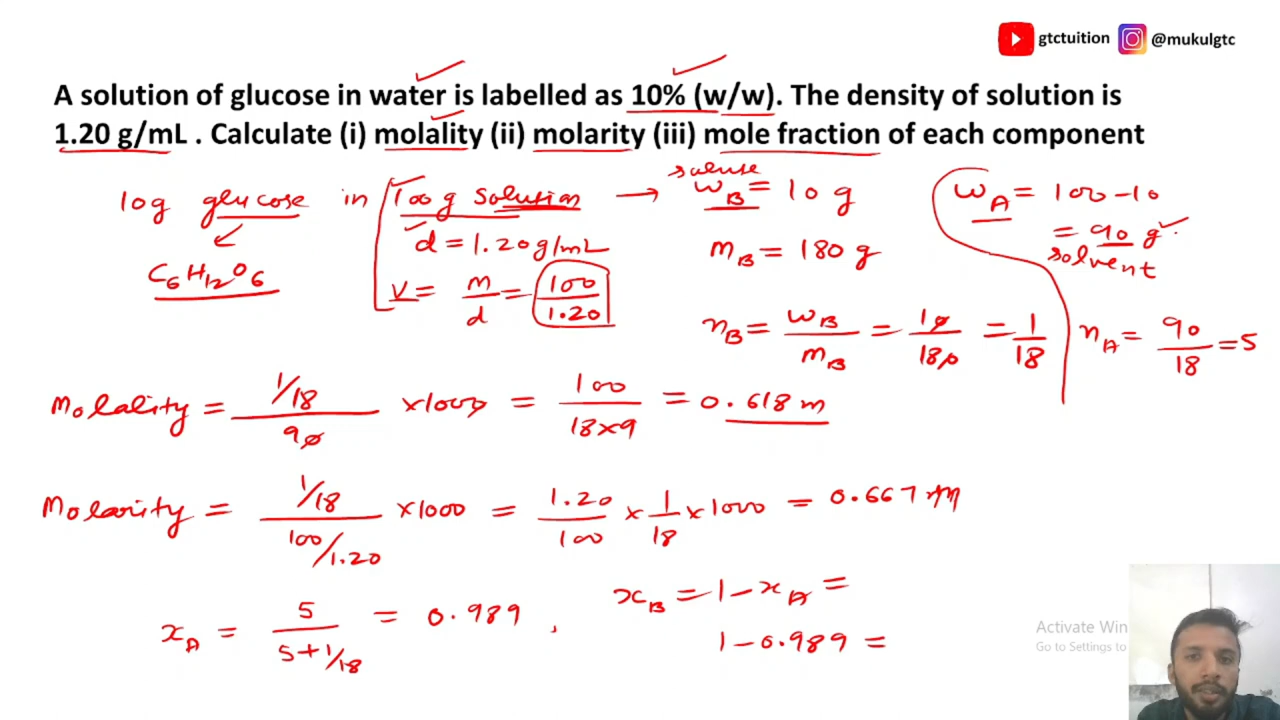 gtctuition @mukulgtc
A solution of glucose in water is labelled as 10% (w/w). The density of solution is
1.20 g/mL . Calculate (i) molality (ii) molarity (iii) mole fraction of each component
10g glucose in 100g solution → solute W_B = 10 g
W_A = 100-10
= 90 g
solvent
C6H12O6
d = 1.20g/mL
V = m/d = 100/1.20
m_B = 180 g
n_B = W_B/m_B = 10/180 = 1/18
n_A = 90/18 = 5
Molality = (1/18)/90 ×1000 = 100/(18×9) = 0.618 m
Molarity = (1/18)/(100/1.20) ×1000 = 1.20/100 × 1/18 ×1000 = 0.667 M
x_A = 5/(5+1/18) = 0.989 ,
x_B = 1-x_A =
1-0.989 =
Activate Win
Go to Settings to